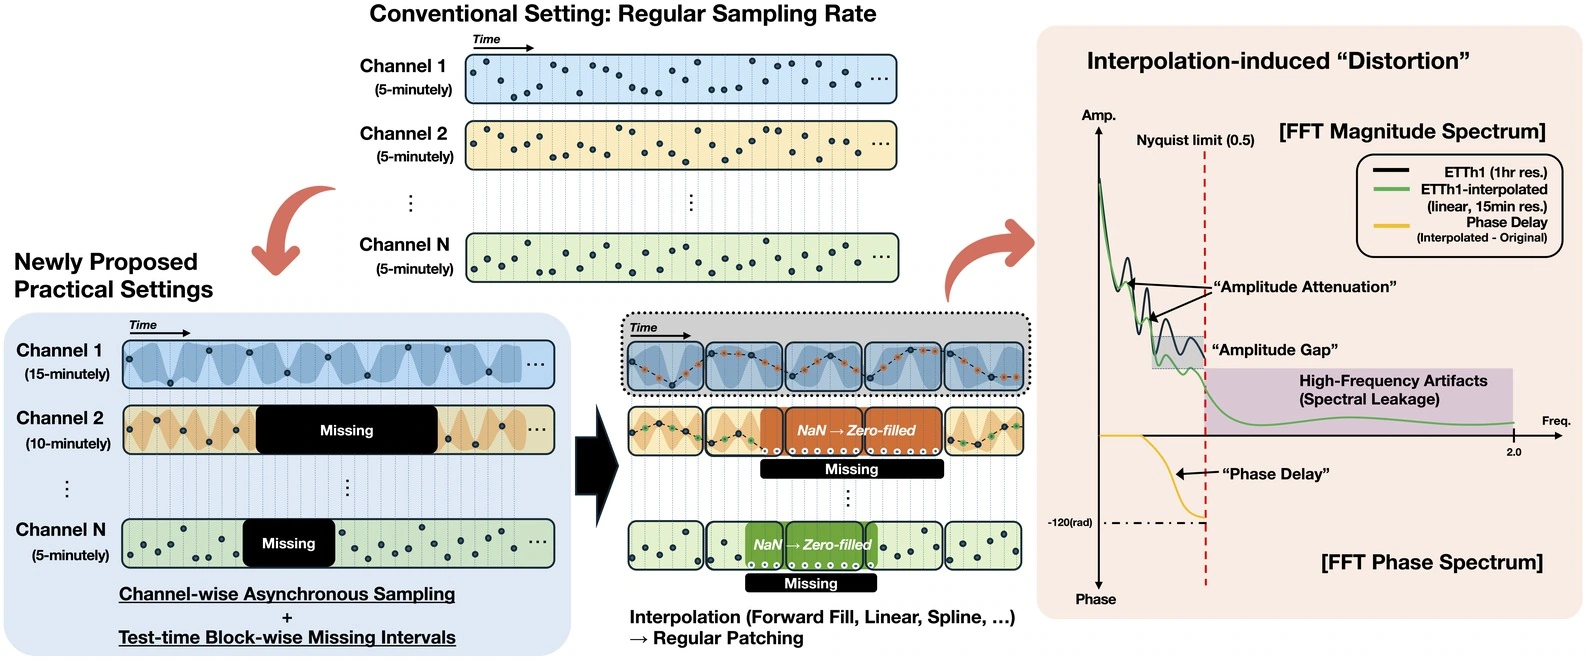 Conventional Setting: Regular Sampling Rate
Time
Channel 1
(5-minutely)
...
Channel 2
(5-minutely)
...
Channel N
(5-minutely)
...
Newly Proposed
Practical Settings
Time
Channel 1
(15-minutely)
...
Channel 2
(10-minutely)
Missing
...
Channel N
(5-minutely)
Missing
...
Channel-wise Asynchronous Sampling
+
Test-time Block-wise Missing Intervals
Time
NaN → Zero-filled
Missing
NaN → Zero-filled
Missing
Interpolation (Forward Fill, Linear, Spline, ...)
→ Regular Patching
Interpolation-induced “Distortion”
Amp.
[FFT Magnitude Spectrum]
Nyquist limit (0.5)
ETTh1 (1hr res.)
ETTh1-interpolated
(linear, 15min res.)
Phase Delay
(Interpolated - Original)
“Amplitude Attenuation”
“Amplitude Gap”
High-Frequency Artifacts
(Spectral Leakage)
Freq.
2.0
“Phase Delay”
-120(rad)
[FFT Phase Spectrum]
Phase